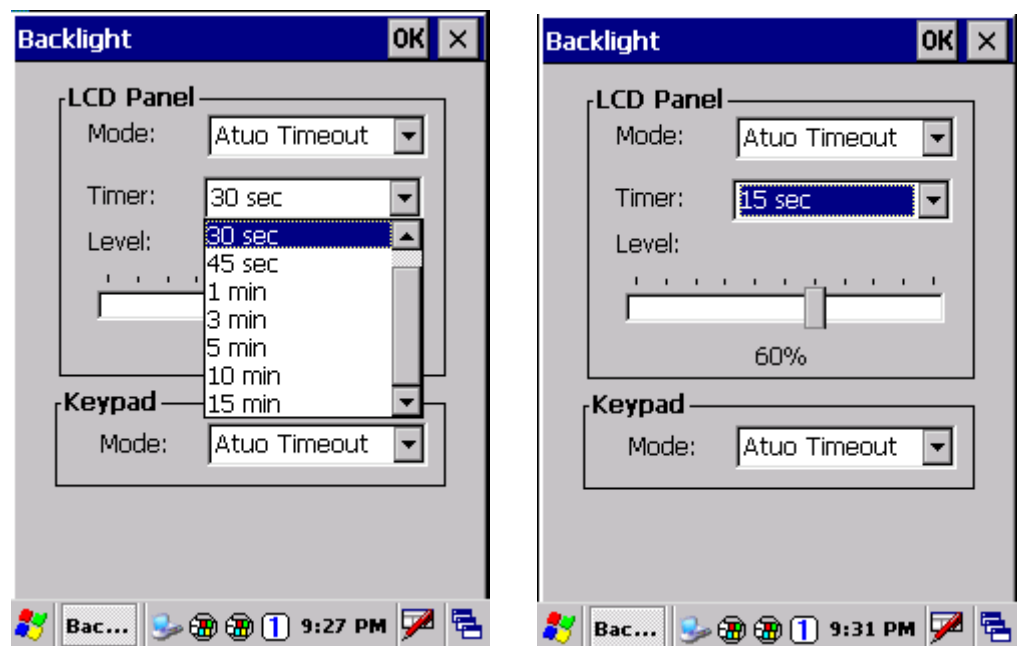 Backlight OK
LCD Panel
Mode: Atuo Timeout
Timer: 30 sec
Level:
30 sec
45 sec
1 min
3 min
5 min
10 min
15 min
Keypad
Mode: Atuo Timeout
Bac... 1 9:27 PM
Backlight OK
LCD Panel
Mode: Atuo Timeout
Timer: 15 sec
Level:
60%
Keypad
Mode: Atuo Timeout
Bac... 1 9:31 PM